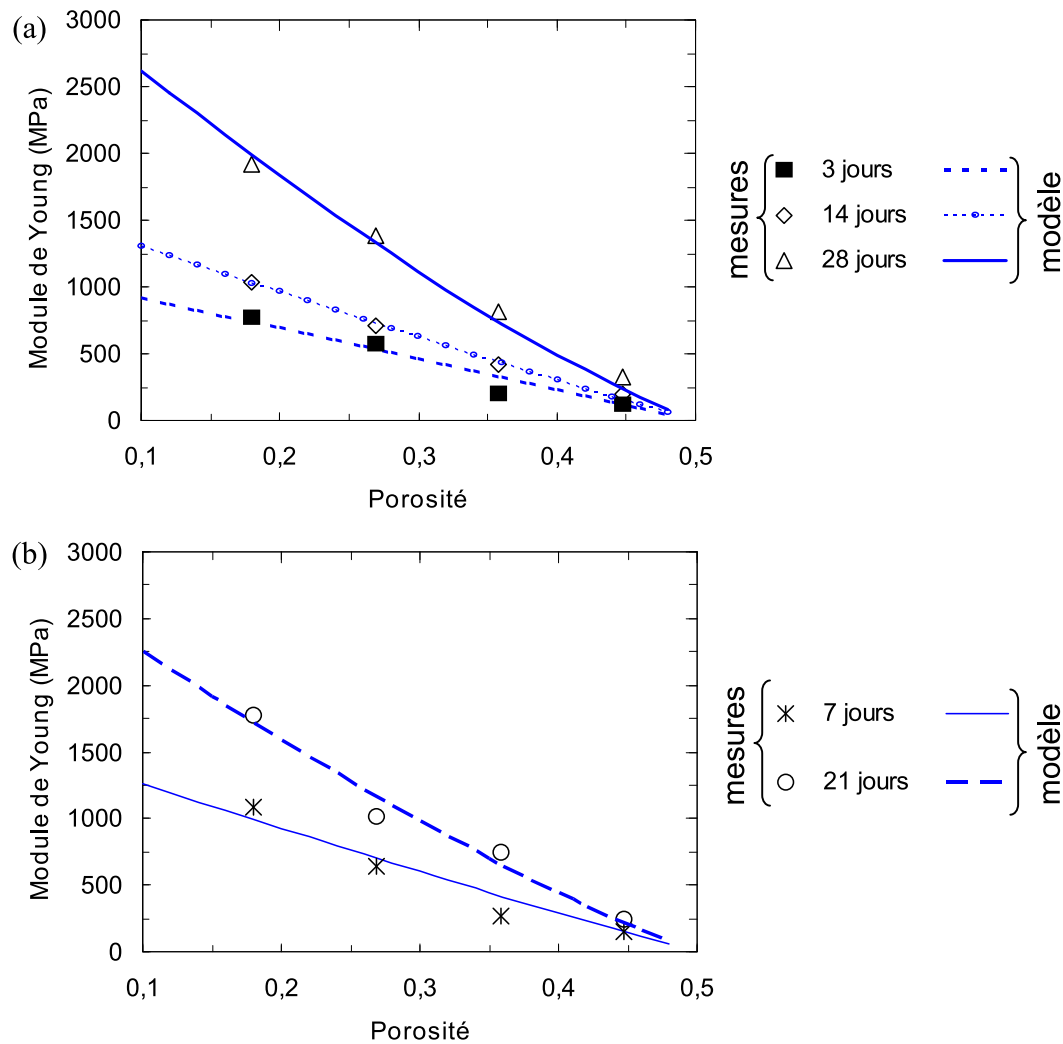 (a)
3000
2500
2000
1500
1000
500
0
Module de Young (MPa)
0,1 0,2 0,3 0,4 0,5
Porosité
mesures
3 jours
14 jours
28 jours
modèle
(b)
3000
2500
2000
1500
1000
500
0
Module de Young (MPa)
0,1 0,2 0,3 0,4 0,5
Porosité
mesures
7 jours
21 jours
modèle